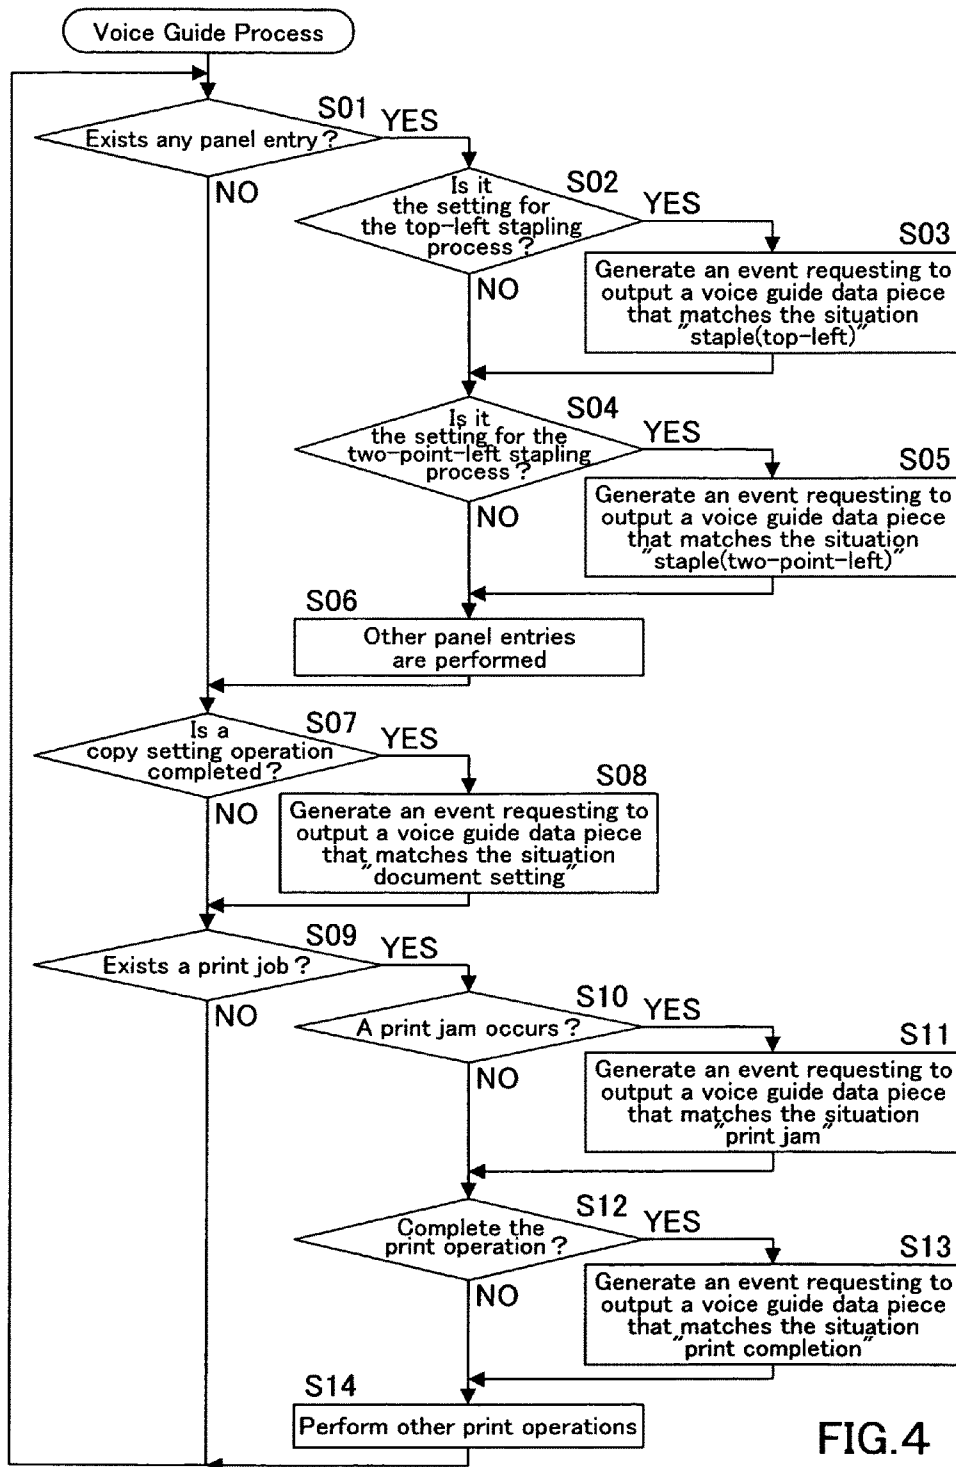 Voice Guide Process
S01
YES
Exists any panel entry?
NO
S02
YES
Is it
the setting for
the top-left stapling
process?
NO
S03
Generate an event requesting to
output a voice guide data piece
that matches the situation
"staple(top-left)"
S04
YES
Is it
the setting for the
two-point-left stapling
process?
NO
S05
Generate an event requesting to
output a voice guide data piece
that matches the situation
"staple(two-point-left)"
S06
Other panel entries
are performed
S07
YES
Is a
copy setting operation
completed?
NO
S08
Generate an event requesting to
output a voice guide data piece
that matches the situation
"document setting"
S09
YES
Exists a print job?
NO
S10
YES
A print jam occurs?
NO
S11
Generate an event requesting to
output a voice guide data piece
that matches the situation
"print jam"
S12
YES
Complete the
print operation?
NO
S13
Generate an event requesting to
output a voice guide data piece
that matches the situation
"print completion"
S14
Perform other print operations
FIG.4